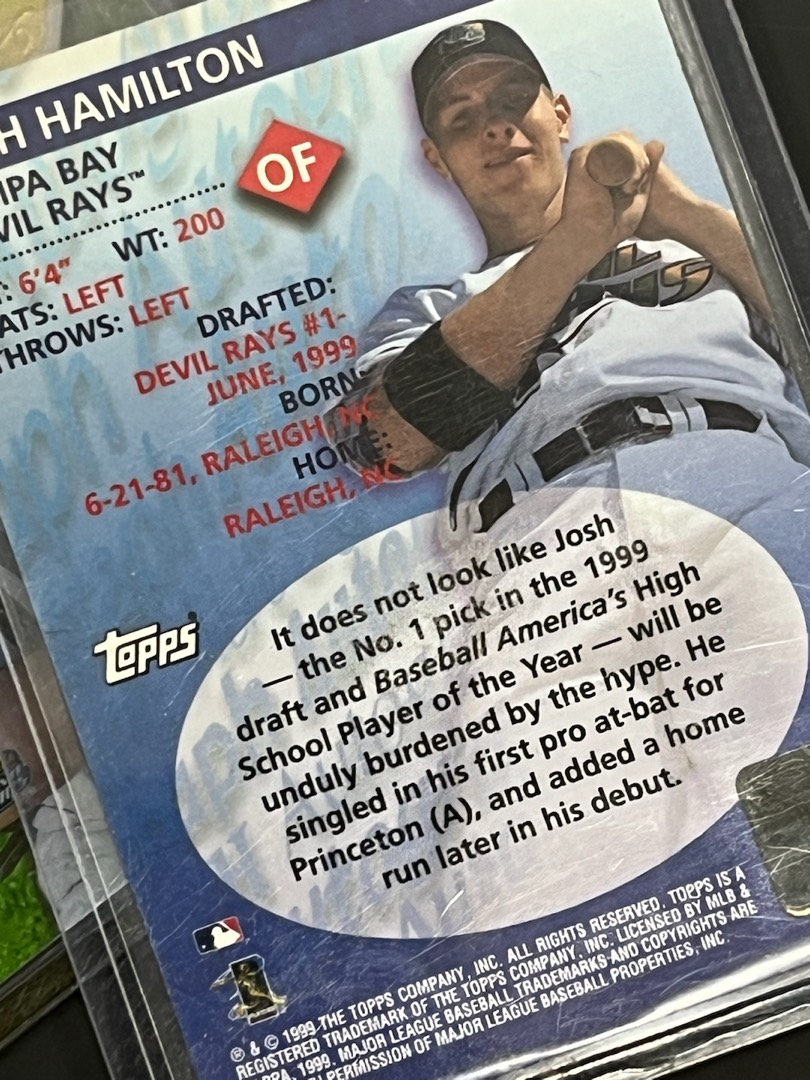 H HAMILTON
MPA BAY
VIL RAYS™
OF
: 6'4" WT: 200
ATS: LEFT
THROWS: LEFT
DRAFTED:
DEVIL RAYS #1-
JUNE, 1999
BORN:
6-21-81, RALEIGH, NC
HOME:
RALEIGH, NC
topps
It does not look like Josh
— the No. 1 pick in the 1999
draft and Baseball America's High
School Player of the Year — will be
unduly burdened by the hype. He
singled in his first pro at-bat for
Princeton (A), and added a home
run later in his debut.
® & © 1999 THE TOPPS COMPANY, INC. ALL RIGHTS RESERVED. TOPPS IS A
REGISTERED TRADEMARK OF THE TOPPS COMPANY, INC. LICENSED BY MLB &
PA, 1999. MAJOR LEAGUE BASEBALL TRADEMARKS AND COPYRIGHTS ARE
PERMISSION OF MAJOR LEAGUE BASEBALL PROPERTIES, INC.